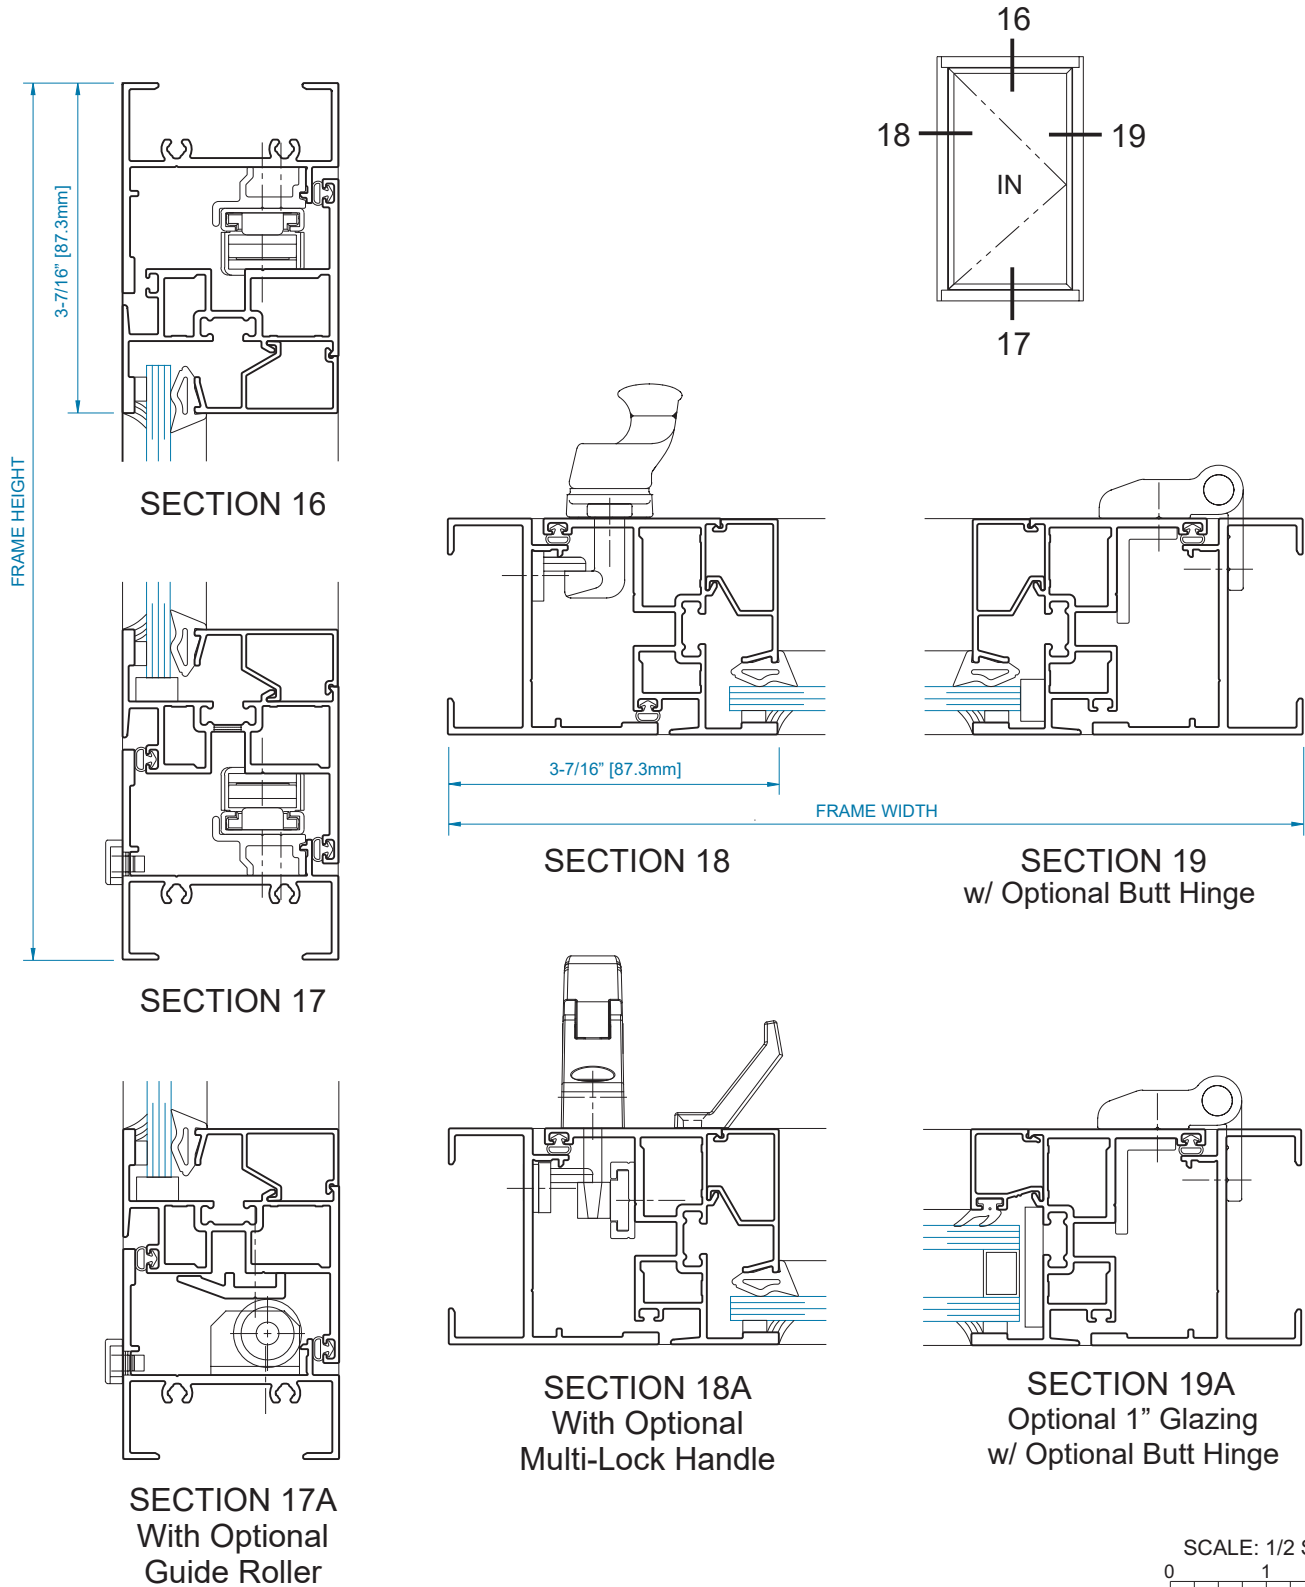 16
18
19
IN
17
3-7/16” [87.3mm]
FRAME HEIGHT
SECTION 16
3-7/16” [87.3mm]
FRAME WIDTH
SECTION 18
SECTION 19
w/ Optional Butt Hinge
SECTION 17
SECTION 18A
With Optional
Multi-Lock Handle
SECTION 19A
Optional 1” Glazing
w/ Optional Butt Hinge
SECTION 17A
With Optional
Guide Roller
SCALE: 1/2 S
0 1